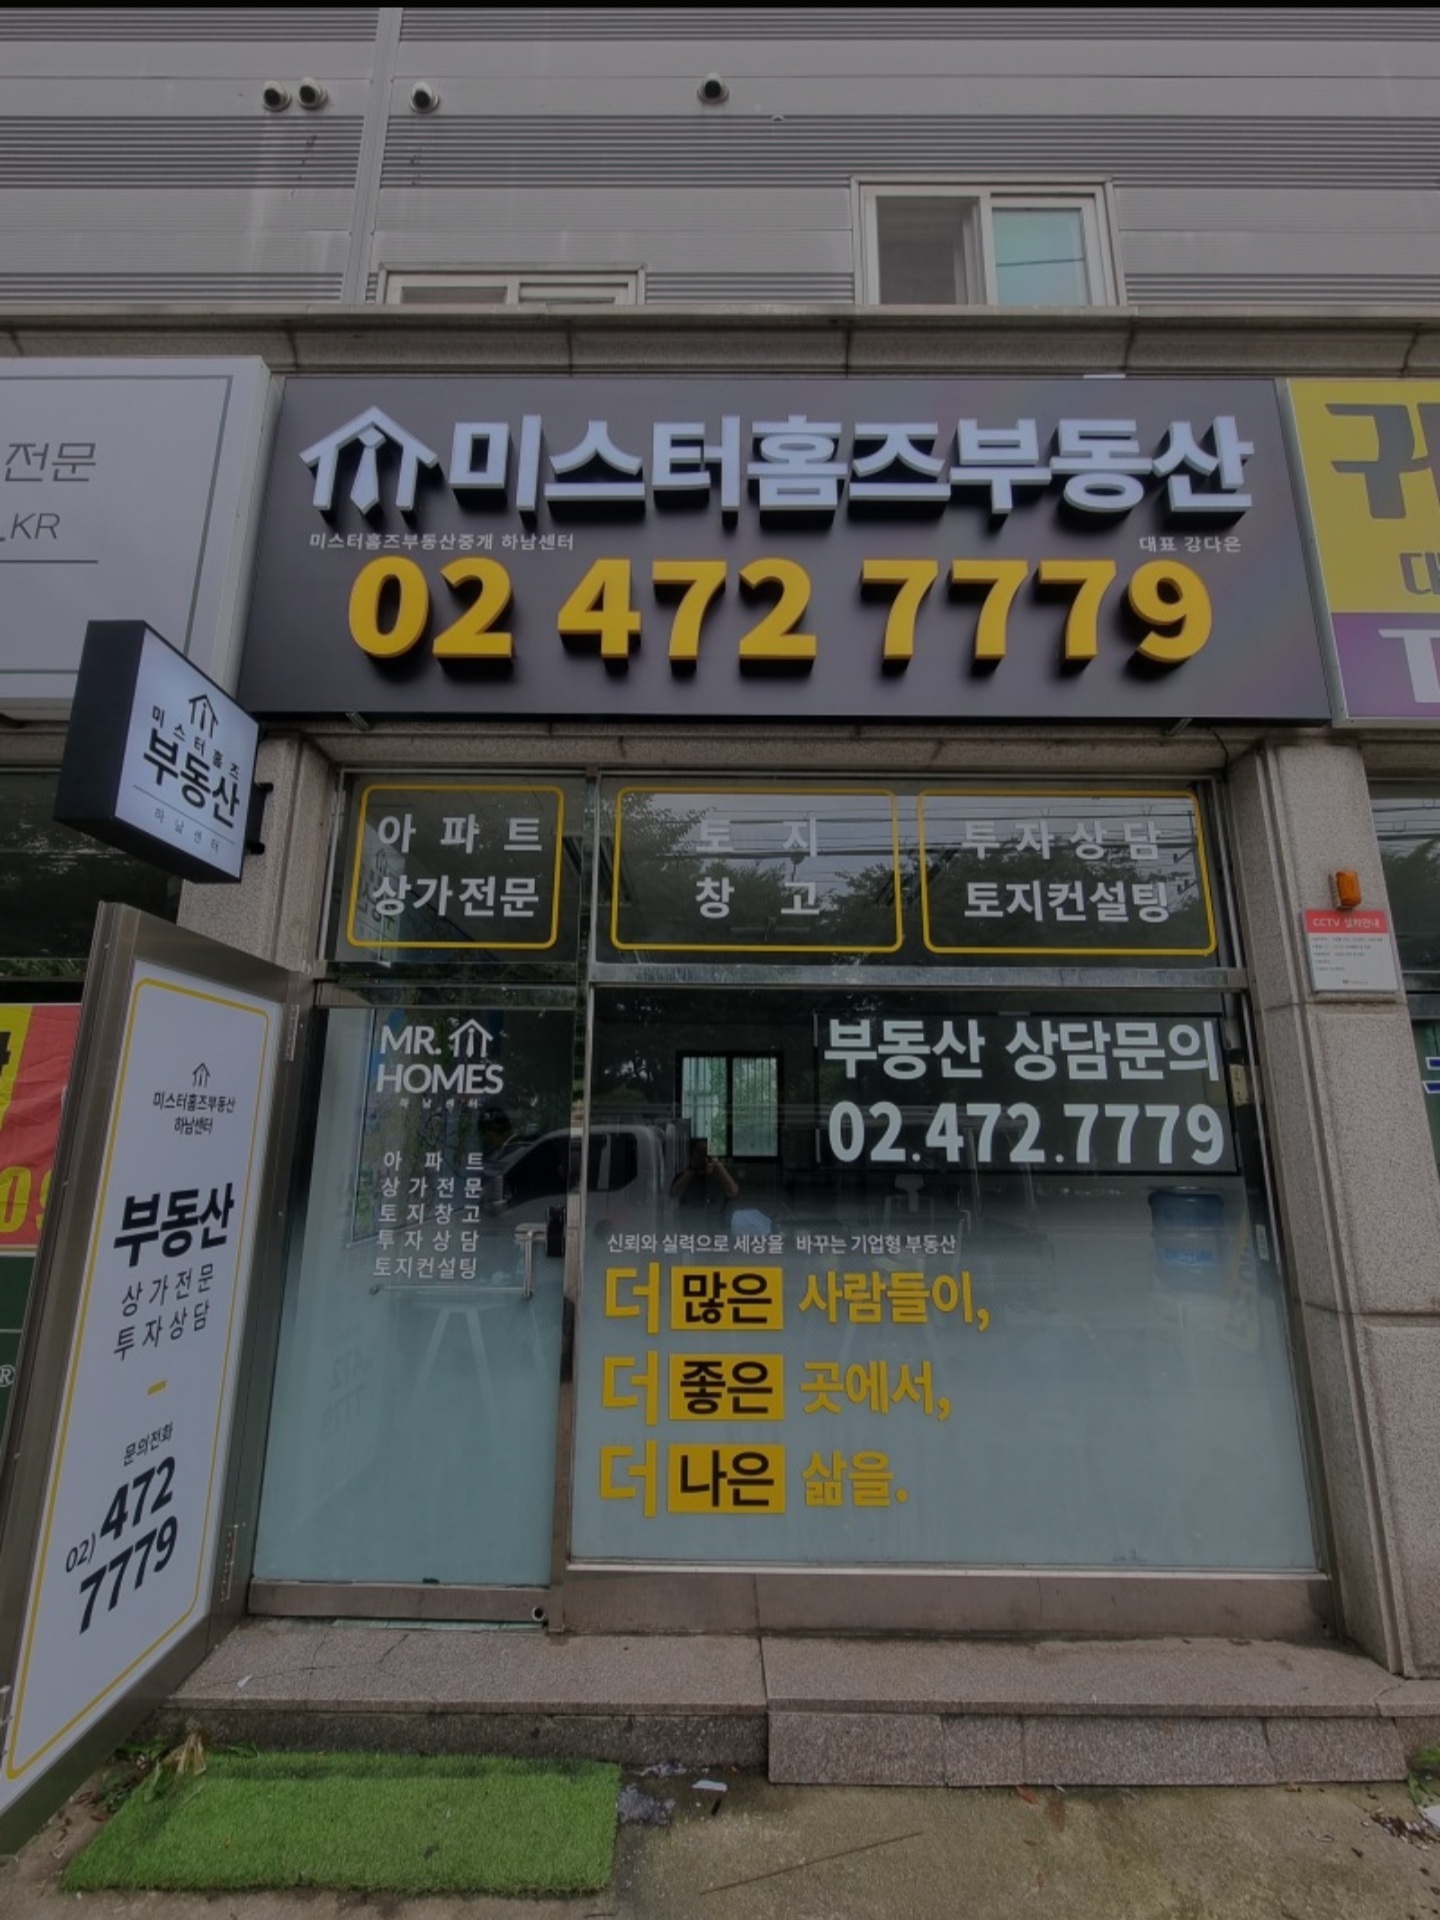 전문
.KR
미스터홈즈부동산
미스터홈즈부동산중개 하남센터
대표 강다은
02 472 7779
미스터홈즈
부동산
하남센터
아파트
상가전문
토지
창고
투자상담
토지컨설팅
CCTV 설치안내
MR.
HOMES
하남센터
아파트
상가전문
토지창고
투자상담
토지컨설팅
부동산 상담문의
02.472.7779
신뢰와 실력으로 세상을 바꾸는 기업형 부동산
더 많은 사람들이,
더 좋은 곳에서,
더 나은 삶을.
미스터홈즈부동산
하남센터
부동산
상가전문
투자상담
문의전화
02) 472
7779